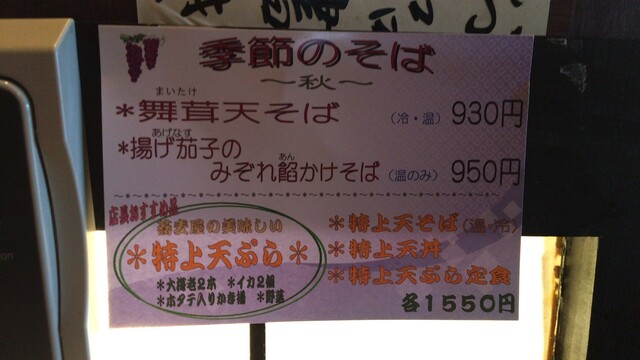 季節のそば
～秋～
まいたけ
＊舞茸天そば （冷・温） 930円
あげなす
＊揚げ茄子の
あん
みぞれ餡かけそば （温のみ） 950円
店長おすすめ品
蕎麦屋の美味しい
＊特上天ぷら＊
＊大海老2本 ＊イカ2個
＊ホタテ入りかき揚 ＊野菜
＊特上天そば（温・冷）
＊特上天丼
＊特上天ぷら定食
各1550円